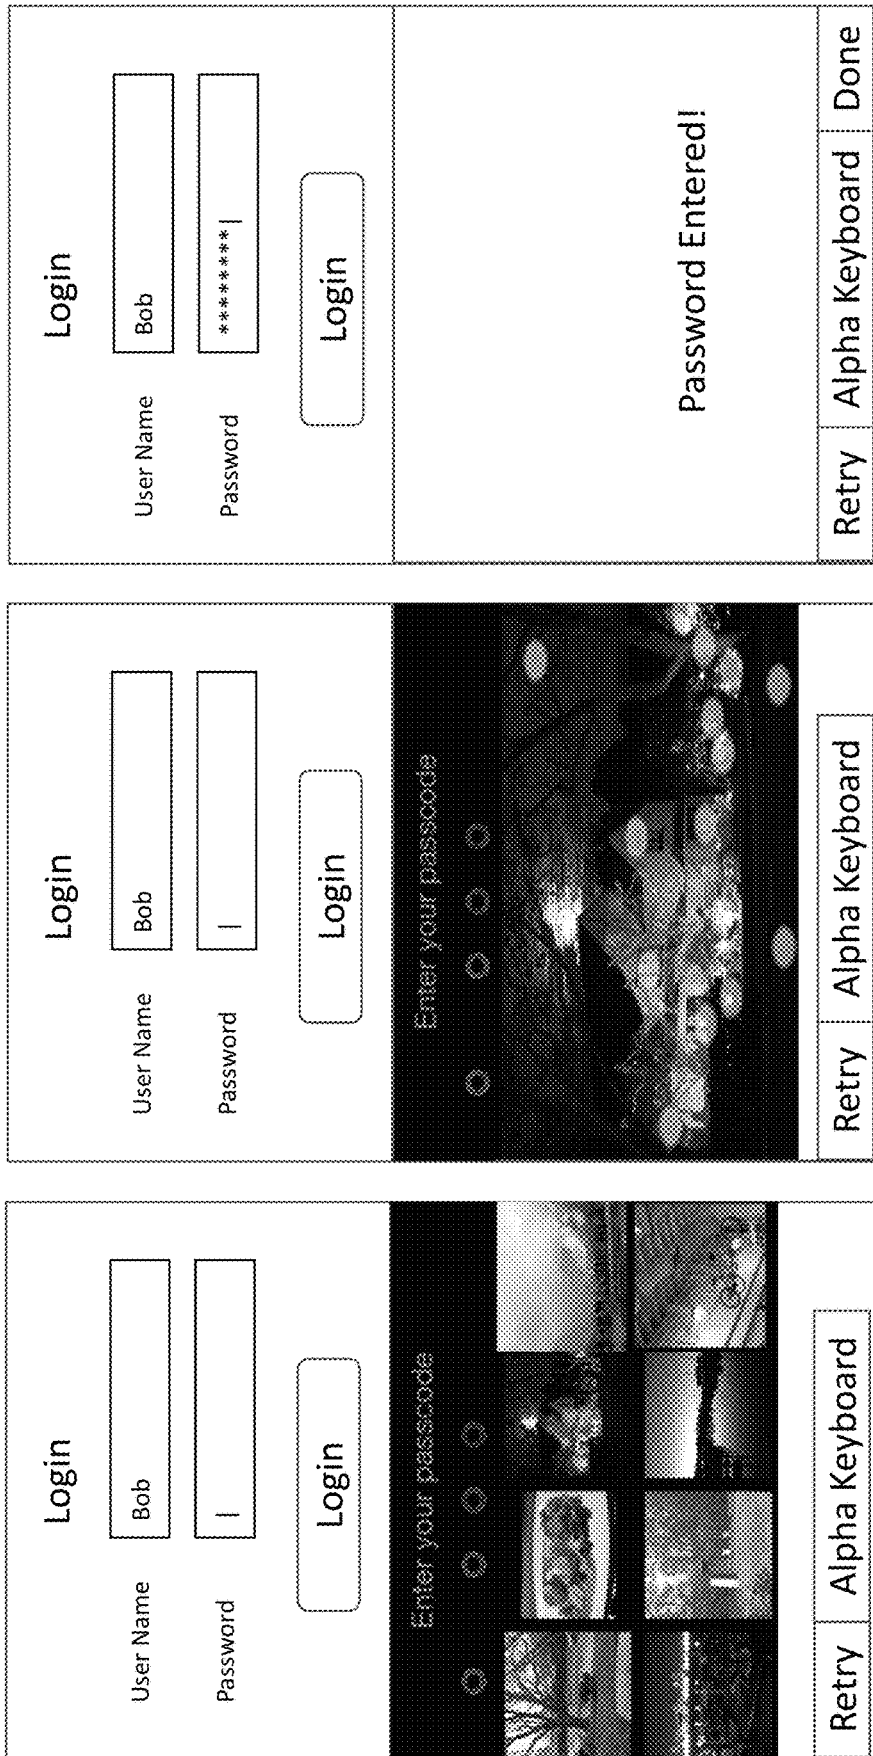 Login
User Name Bob
Password |
Login
Enter your passcode
Retry Alpha Keyboard
Login
User Name Bob
Password |
Login
Enter your passcode
Retry Alpha Keyboard
Login
User Name Bob
Password ********|
Login
Password Entered!
Retry Alpha Keyboard Done